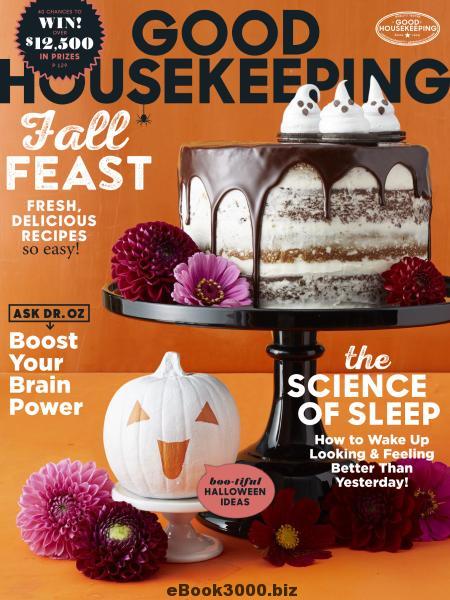 40 CHANCES TO
WIN!
OVER
$12,500
IN PRIZES
P 129
GOOD
HOUSEKEEPING
GOOD
HOUSEKEEPING
Fall
FEAST
FRESH,
DELICIOUS
RECIPES
so easy!
ASK DR. OZ
Boost
Your
Brain
Power
the
SCIENCE
OF SLEEP
How to Wake Up
Looking & Feeling
Better Than
Yesterday!
boo-tiful
HALLOWEEN
IDEAS
eBook3000.biz